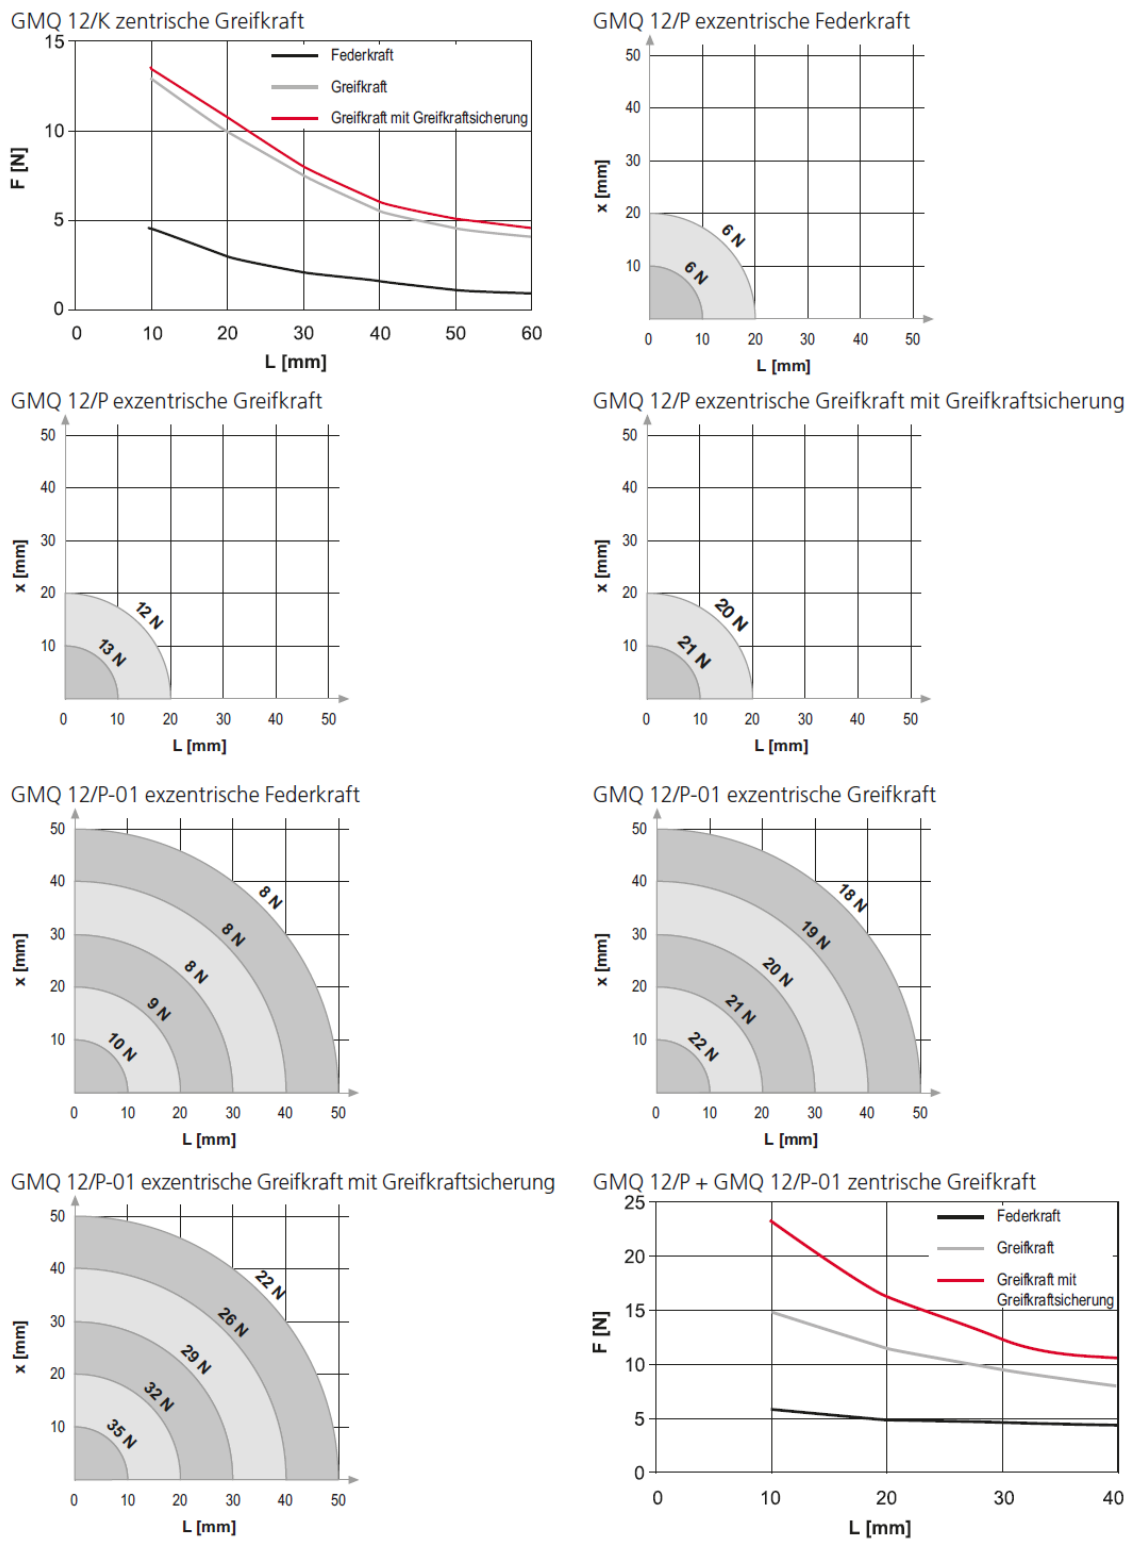 GMQ 12/K zentrische Greifkraft
15
10
5
0
F [N]
Federkraft
Greifkraft
Greifkraft mit Greifkraftsicherung
0 10 20 30 40 50 60
L [mm]
GMQ 12/P exzentrische Federkraft
50
40
30
20
10
x [mm]
6 N
6 N
0 10 20 30 40 50
L [mm]
GMQ 12/P exzentrische Greifkraft
50
40
30
20
10
x [mm]
12 N
13 N
0 10 20 30 40 50
L [mm]
GMQ 12/P exzentrische Greifkraft mit Greifkraftsicherung
50
40
30
20
10
x [mm]
20 N
21 N
0 10 20 30 40 50
L [mm]
GMQ 12/P-01 exzentrische Federkraft
50
40
30
20
10
x [mm]
8 N
8 N
8 N
9 N
10 N
0 10 20 30 40 50
L [mm]
GMQ 12/P-01 exzentrische Greifkraft
50
40
30
20
10
x [mm]
18 N
19 N
20 N
21 N
22 N
0 10 20 30 40 50
L [mm]
GMQ 12/P-01 exzentrische Greifkraft mit Greifkraftsicherung
50
40
30
20
10
x [mm]
22 N
26 N
29 N
32 N
35 N
0 10 20 30 40 50
L [mm]
GMQ 12/P + GMQ 12/P-01 zentrische Greifkraft
25
20
15
10
5
0
F [N]
Federkraft
Greifkraft
Greifkraft mit
Greifkraftsicherung
0 10 20 30 40
L [mm]